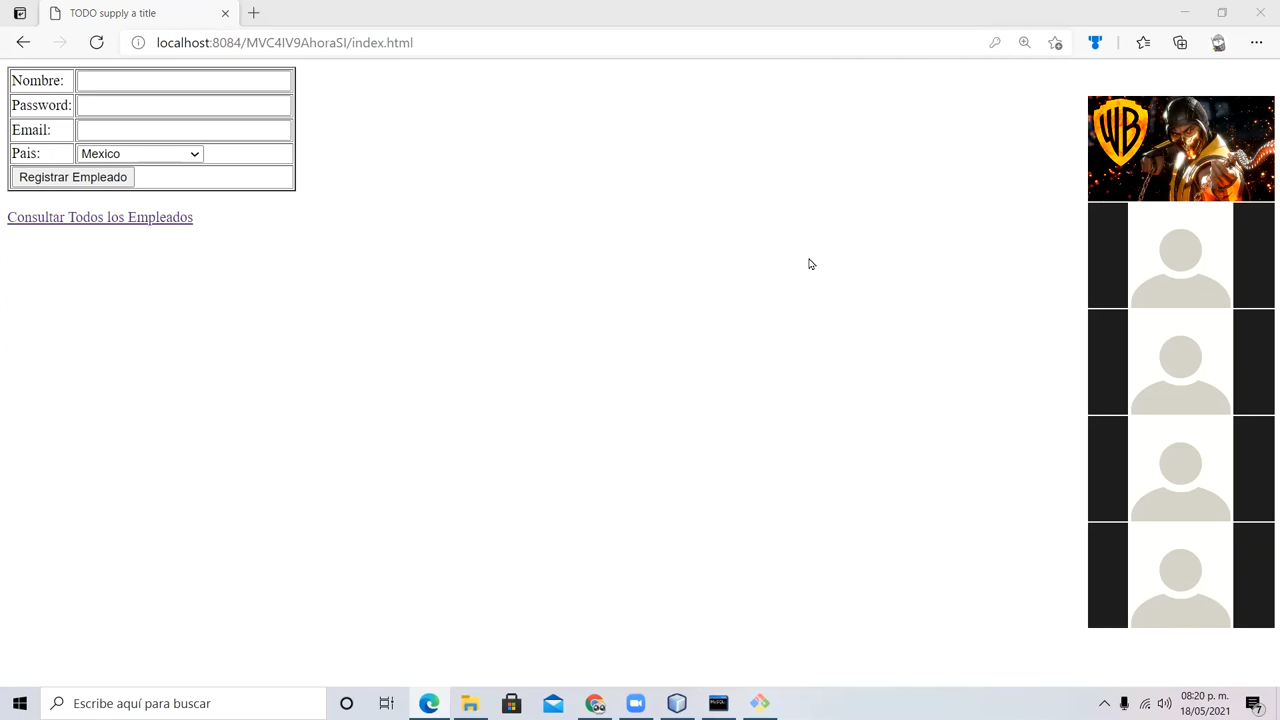 TODO supply a title
localhost:8084/MVC4IV9AhoraSI/index.html
Nombre:
Password:
Email:
Pais:
Mexico
Registrar Empleado
Consultar Todos los Empleados
WB
Escribe aquí para buscar
08:20 p. m.
18/05/2021
7